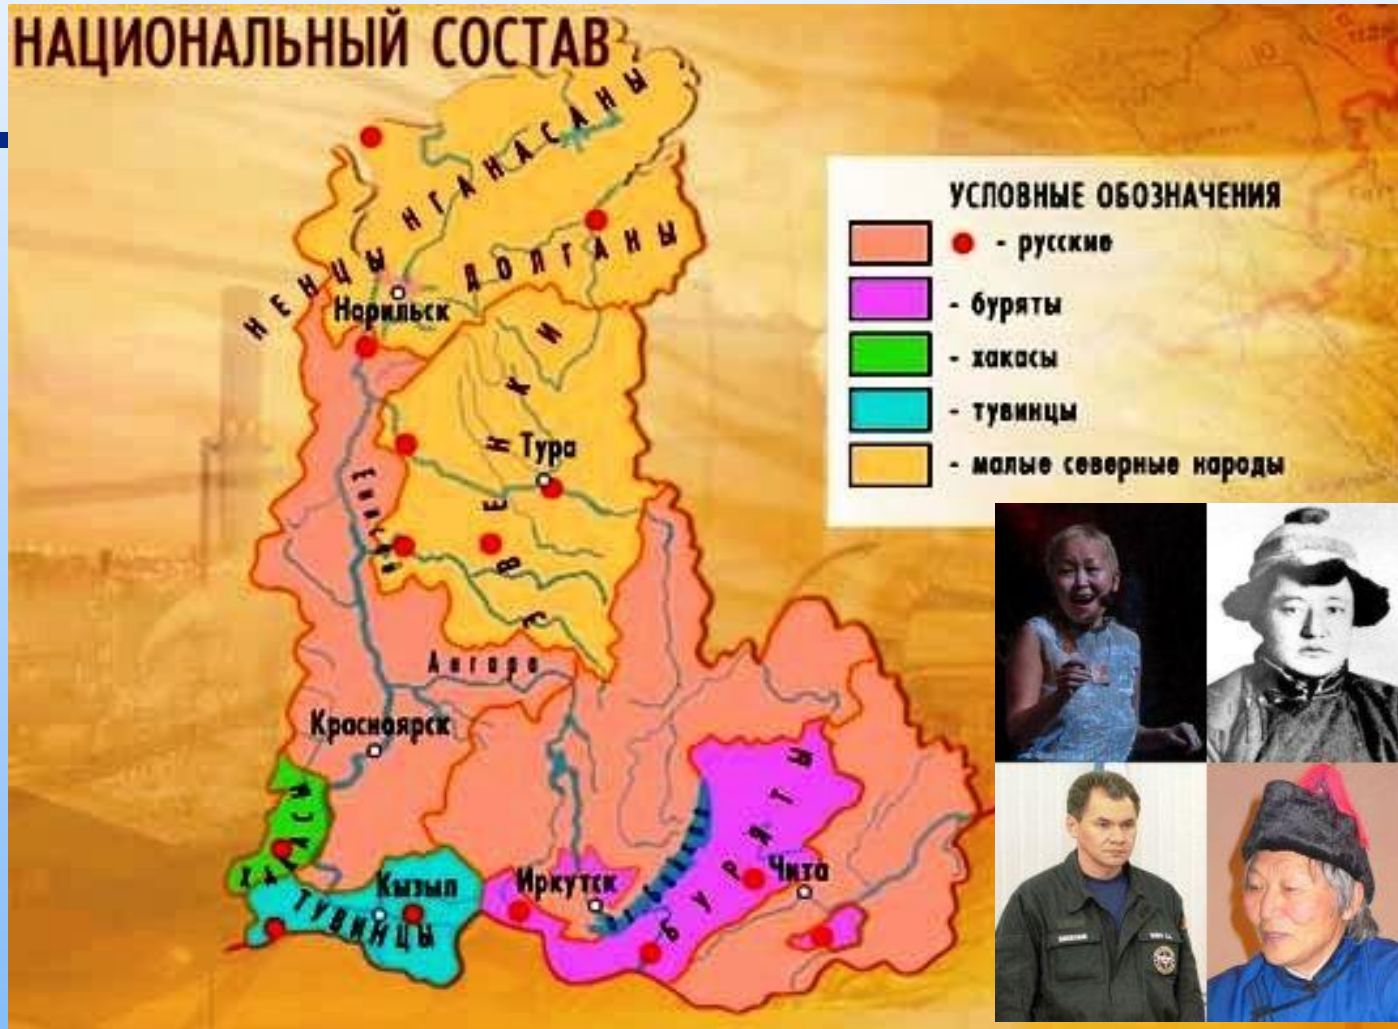 НАЦИОНАЛЬНЫЙ СОСТАВ
НГАНАСАНЫ
НЕНЦЫ
ДОЛГАНЫ
Норильск
ЭВЕНКИ
Тура
Енисей
Ангара
Красноярск
ХАКАСЫ
ТУВИНЦЫ
Кызыл
Иркутск
БУРЯТЫ
Чита
УСЛОВНЫЕ ОБОЗНАЧЕНИЯ
- русские
- буряты
- хакасы
- тувинцы
- малые северные народы